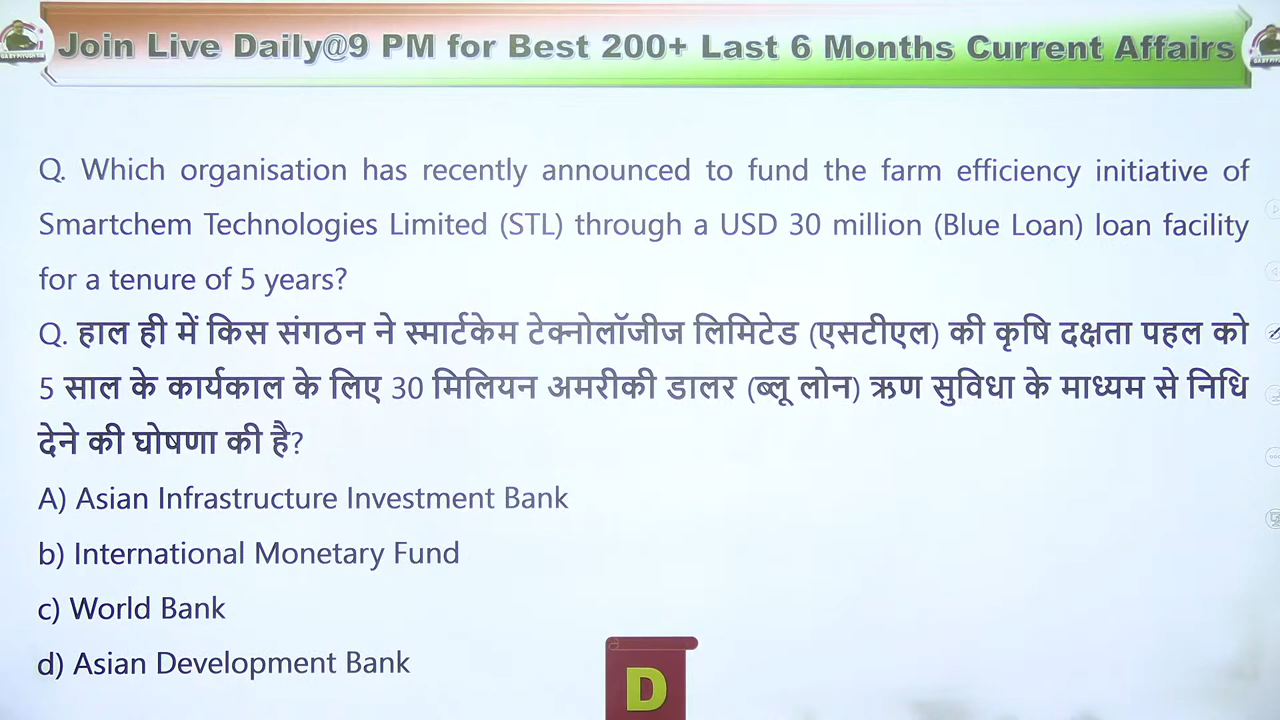 Join Live Daily@9 PM for Best 200+ Last 6 Months Current Affairs
Q. Which organisation has recently announced to fund the farm efficiency initiative of
Smartchem Technologies Limited (STL) through a USD 30 million (Blue Loan) loan facility
for a tenure of 5 years?
Q. हाल ही में किस संगठन ने स्मार्टकेम टेक्नोलॉजीज लिमिटेड (एसटीएल) की कृषि दक्षता पहल को
5 साल के कार्यकाल के लिए 30 मिलियन अमरीकी डालर (ब्लू लोन) ऋण सुविधा के माध्यम से निधि
देने की घोषणा की है?
A) Asian Infrastructure Investment Bank
b) International Monetary Fund
c) World Bank
d) Asian Development Bank
D